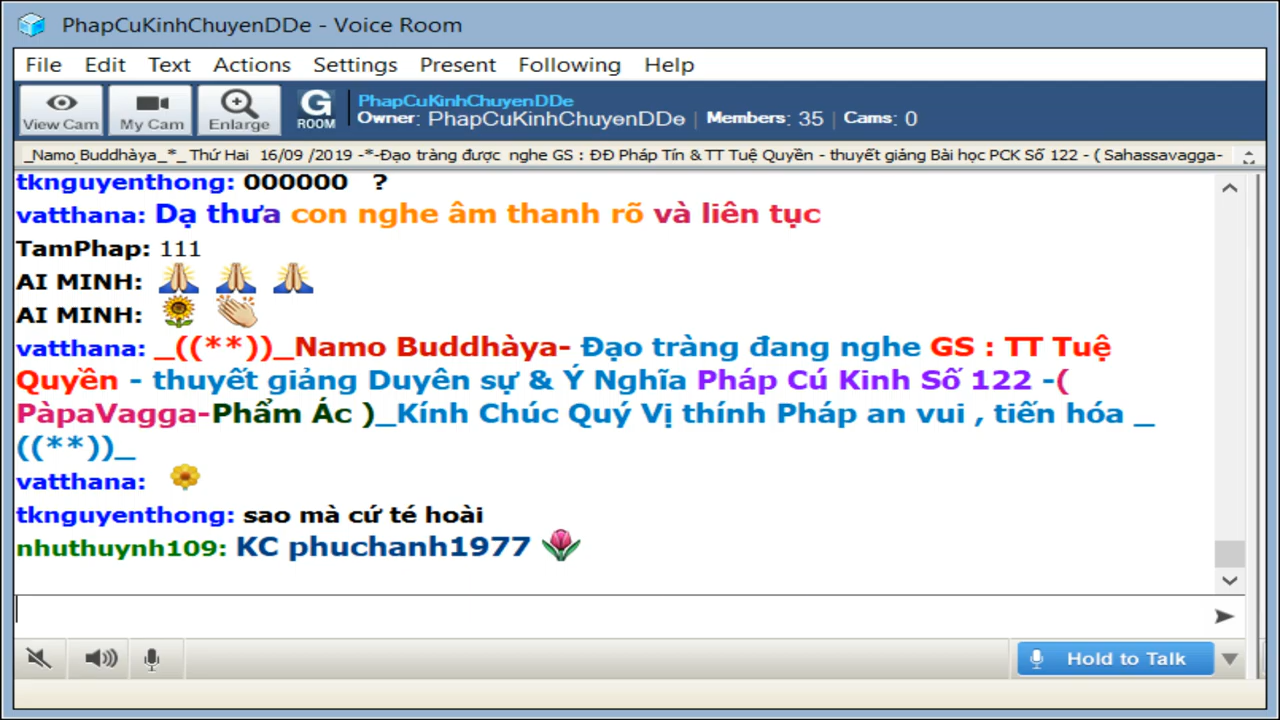 PhapCuKinhChuyenDDe - Voice Room
File Edit Text Actions Settings Present Following Help
View Cam My Cam Enlarge G ROOM PhapCuKinhChuyenDDe
Owner: PhapCuKinhChuyenDDe | Members: 35 | Cams: 0
_Namo Buddhàya_*_ Thứ Hai 16/09 /2019 -*-Đạo tràng được nghe GS : ĐĐ Pháp Tín & TT Tuệ Quyền - thuyết giảng Bài học PCK Số 122 - ( Sahassavagga-
tknguyenthong: 000000 ?
vatthana: Dạ thưa con nghe âm thanh rõ và liên tục
TamPhap: 111
AI MINH: 🙏 🙏 🙏
AI MINH: 🌻 👏
vatthana: _((**))_Namo Buddhàya- Đạo tràng đang nghe GS : TT Tuệ
Quyền - thuyết giảng Duyên sự & Ý Nghĩa Pháp Cú Kinh Số 122 -(
PàpaVagga-Phẩm Ác )_Kính Chúc Quý Vị thính Pháp an vui , tiến hóa _
((**))_
vatthana: 🌼
tknguyenthong: sao mà cứ té hoài
nhuthuynh109: KC phuchanh1977 🌷
Hold to Talk